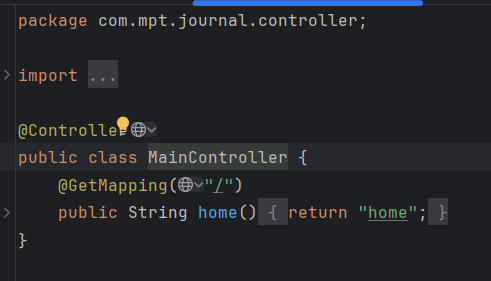 package com.mpt.journal.controller;
import ...
@Controller
public class MainController {
@GetMapping("/")
public String home() { return "home"; }
}